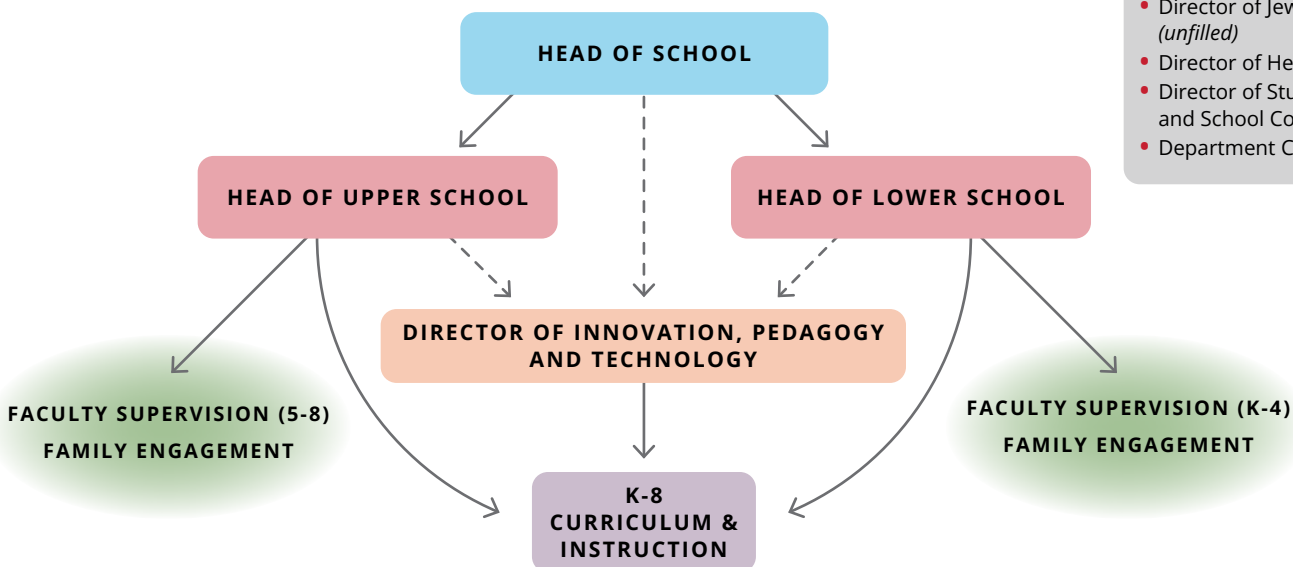 Director of
(unfilled)
Director of
Director of
and School
Department
HEAD OF SCHOOL
HEAD OF UPPER SCHOOL
HEAD OF LOWER SCHOOL
DIRECTOR OF INNOVATION, PEDAGOGY
AND TECHNOLOGY
FACULTY SUPERVISION (5-8)
FAMILY ENGAGEMENT
FACULTY SUPERVISION (K-4)
FAMILY ENGAGEMENT
K-8
CURRICULUM &
INSTRUCTION